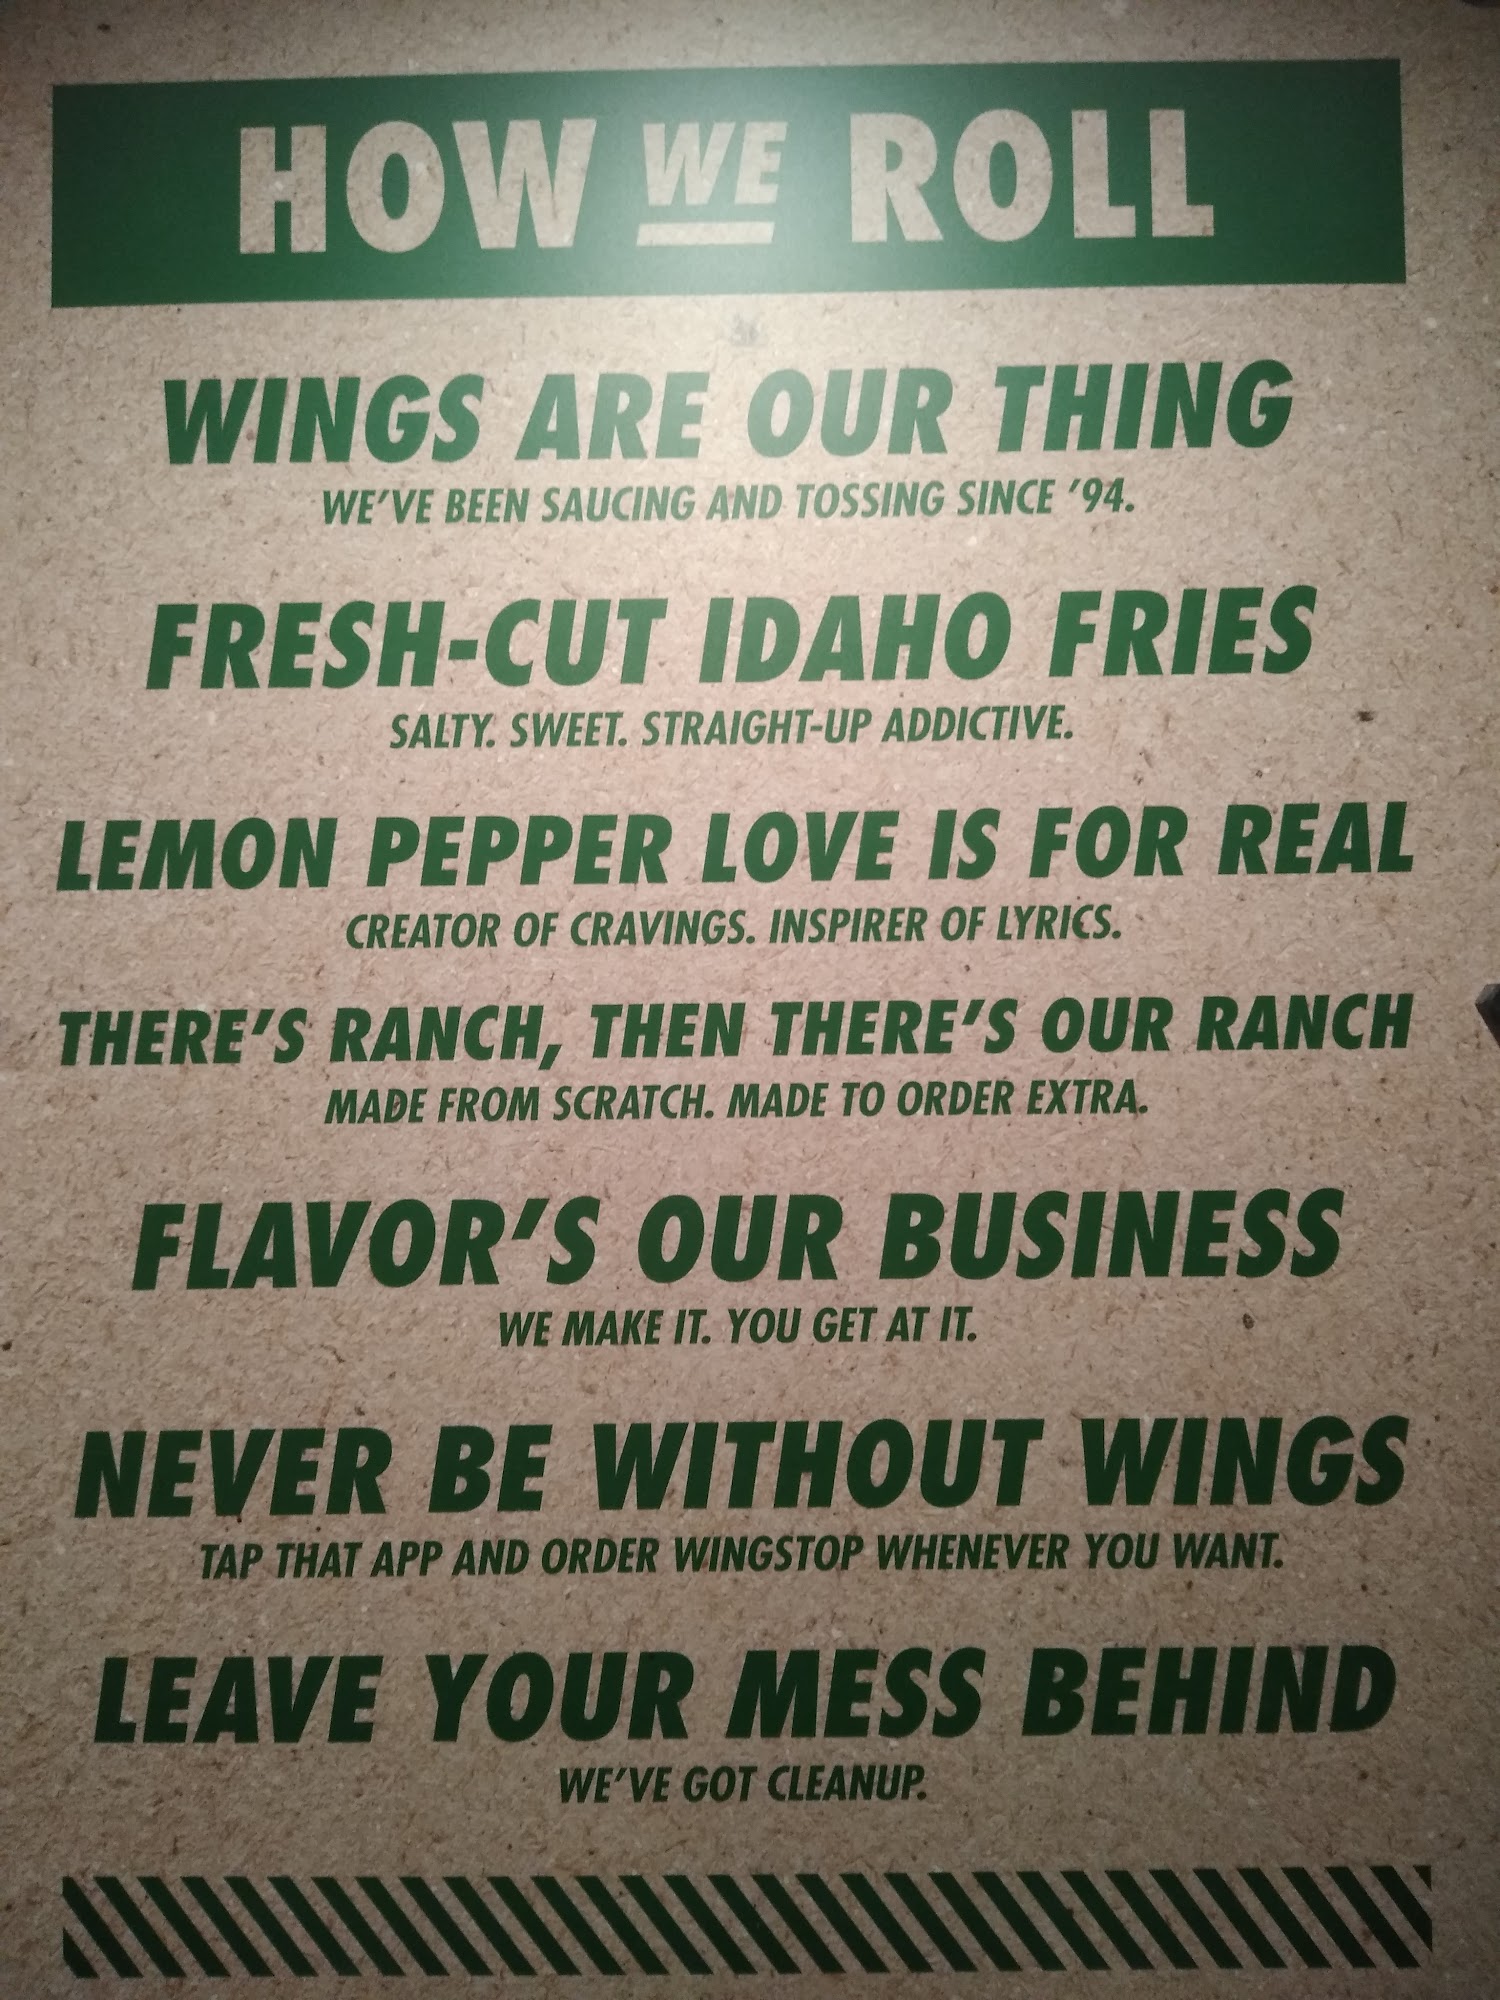 HOW WE ROLL
WINGS ARE OUR THING
WE'VE BEEN SAUCING AND TOSSING SINCE '94.
FRESH-CUT IDAHO FRIES
SALTY. SWEET. STRAIGHT-UP ADDICTIVE.
LEMON PEPPER LOVE IS FOR REAL
CREATOR OF CRAVINGS. INSPIRER OF LYRICS.
THERE'S RANCH, THEN THERE'S OUR RANCH
MADE FROM SCRATCH. MADE TO ORDER EXTRA.
FLAVOR'S OUR BUSINESS
WE MAKE IT. YOU GET AT IT.
NEVER BE WITHOUT WINGS
TAP THAT APP AND ORDER WINGSTOP WHENEVER YOU WANT.
LEAVE YOUR MESS BEHIND
WE'VE GOT CLEANUP.